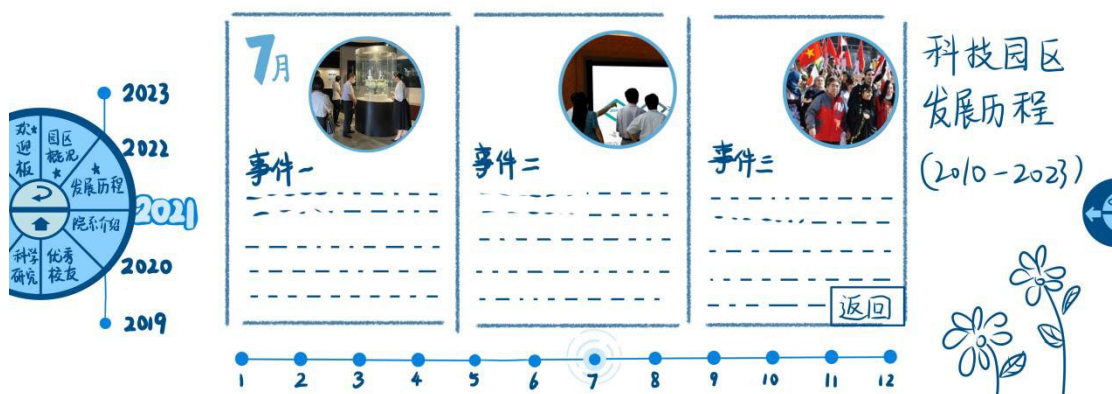 欢迎板
园区概况
发展历程
院系介绍
优秀校友
科学研究
2023
2022
2021
2020
2019
7月
事件一
事件二
事件三
返回
1 2 3 4 5 6 7 8 9 10 11 12
科技园区
发展历程
(2010-2023)